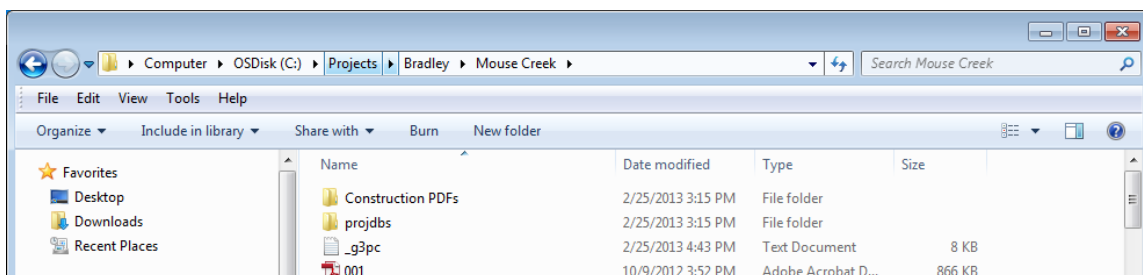 Computer OSDisk (C:) Projects Bradley Mouse Creek Search Mouse Creek
File Edit View Tools Help
Organize Include in library Share with Burn New folder
Favorites
Desktop
Downloads
Recent Places
Name Date modified Type Size
Construction PDFs 2/25/2013 3:15 PM File folder
projdbs 2/25/2013 3:15 PM File folder
_g3pc 2/25/2013 4:43 PM Text Document 8 KB
001 10/9/2012 3:52 PM Adobe Acrobat D... 866 KB